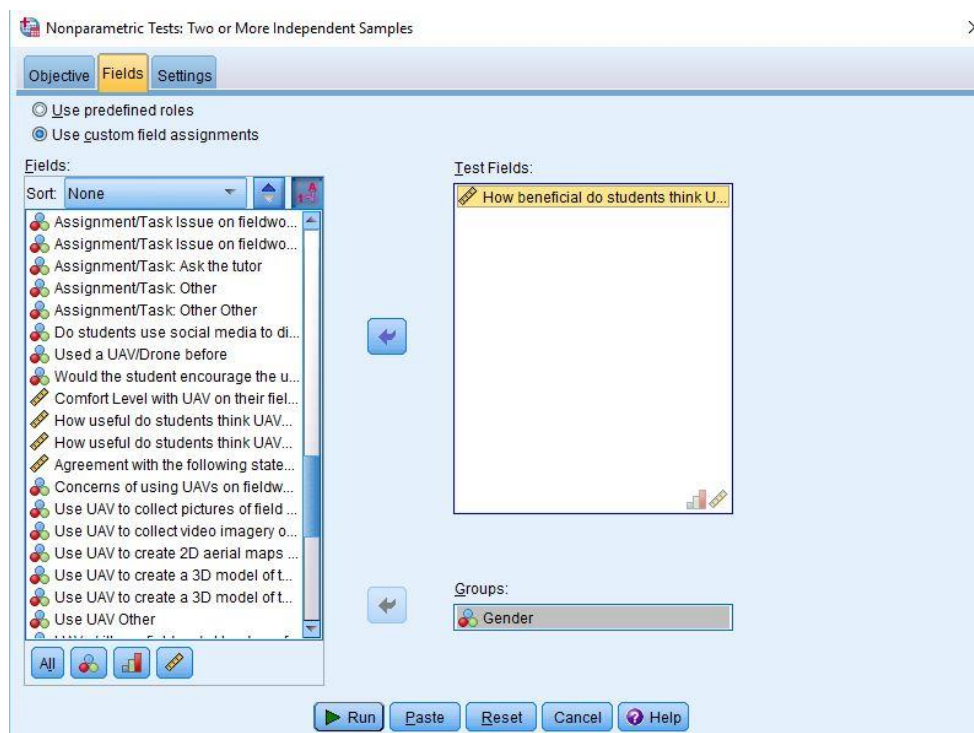 Nonparametric Tests: Two or More Independent Samples
Objective Fields Settings
Use predefined roles
Use custom field assignments
Fields:
Sort: None
Assignment/Task Issue on fieldwo...
Assignment/Task Issue on fieldwo...
Assignment/Task: Ask the tutor
Assignment/Task: Other
Assignment/Task: Other Other
Do students use social media to di...
Used a UAV/Drone before
Would the student encourage the u...
Comfort Level with UAV on their fiel...
How useful do students think UAV...
How useful do students think UAV...
Agreement with the following state...
Concerns of using UAVs on fieldw...
Use UAV to collect pictures of field ...
Use UAV to collect video imagery o...
Use UAV to create 2D aerial maps ...
Use UAV to create a 3D model of t...
Use UAV to create a 3D model of t...
Use UAV Other
All
Test Fields:
How beneficial do students think U...
Groups:
Gender
Run Paste Reset Cancel Help